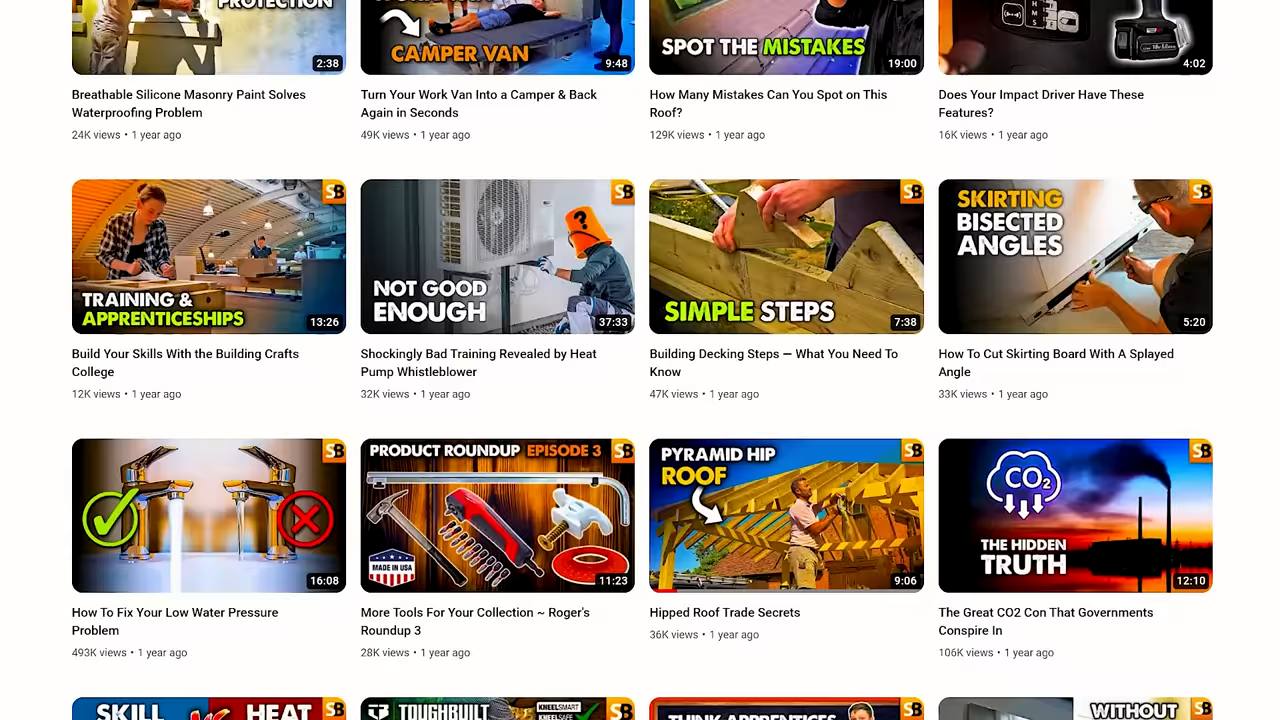 PROTECTION
2:38
CAMPER VAN
9:48
SPOT THE MISTAKES
19:00
4:02
Breathable Silicone Masonry Paint Solves
Waterproofing Problem
24K views • 1 year ago
Turn Your Work Van Into a Camper & Back
Again in Seconds
49K views • 1 year ago
How Many Mistakes Can You Spot on This
Roof?
129K views • 1 year ago
Does Your Impact Driver Have These
Features?
16K views • 1 year ago
SB
TRAINING &
APPRENTICESHIPS
13:26
SB
?
NOT GOOD
ENOUGH
37:33
SB
SIMPLE STEPS
7:38
SB
SKIRTING
BISECTED
ANGLES
5:20
Build Your Skills With the Building Crafts
College
12K views • 1 year ago
Shockingly Bad Training Revealed by Heat
Pump Whistleblower
32K views • 1 year ago
Building Decking Steps — What You Need To
Know
47K views • 1 year ago
How To Cut Skirting Board With A Splayed
Angle
33K views • 1 year ago
SB
16:08
PRODUCT ROUNDUP EPISODE 3
SB
MADE IN USA
11:23
PYRAMID HIP
ROOF
SB
9:06
SB
CO2
THE HIDDEN
TRUTH
12:10
How To Fix Your Low Water Pressure
Problem
493K views • 1 year ago
More Tools For Your Collection ~ Roger's
Roundup 3
28K views • 1 year ago
Hipped Roof Trade Secrets
36K views • 1 year ago
The Great CO2 Con That Governments
Conspire In
106K views • 1 year ago
SKILL
HEAT
SB
TOUGHBUILT
KNEELSMART
KNEELSAFE
SB
THINK APPRENTICES
SB
WITHOUT
SB